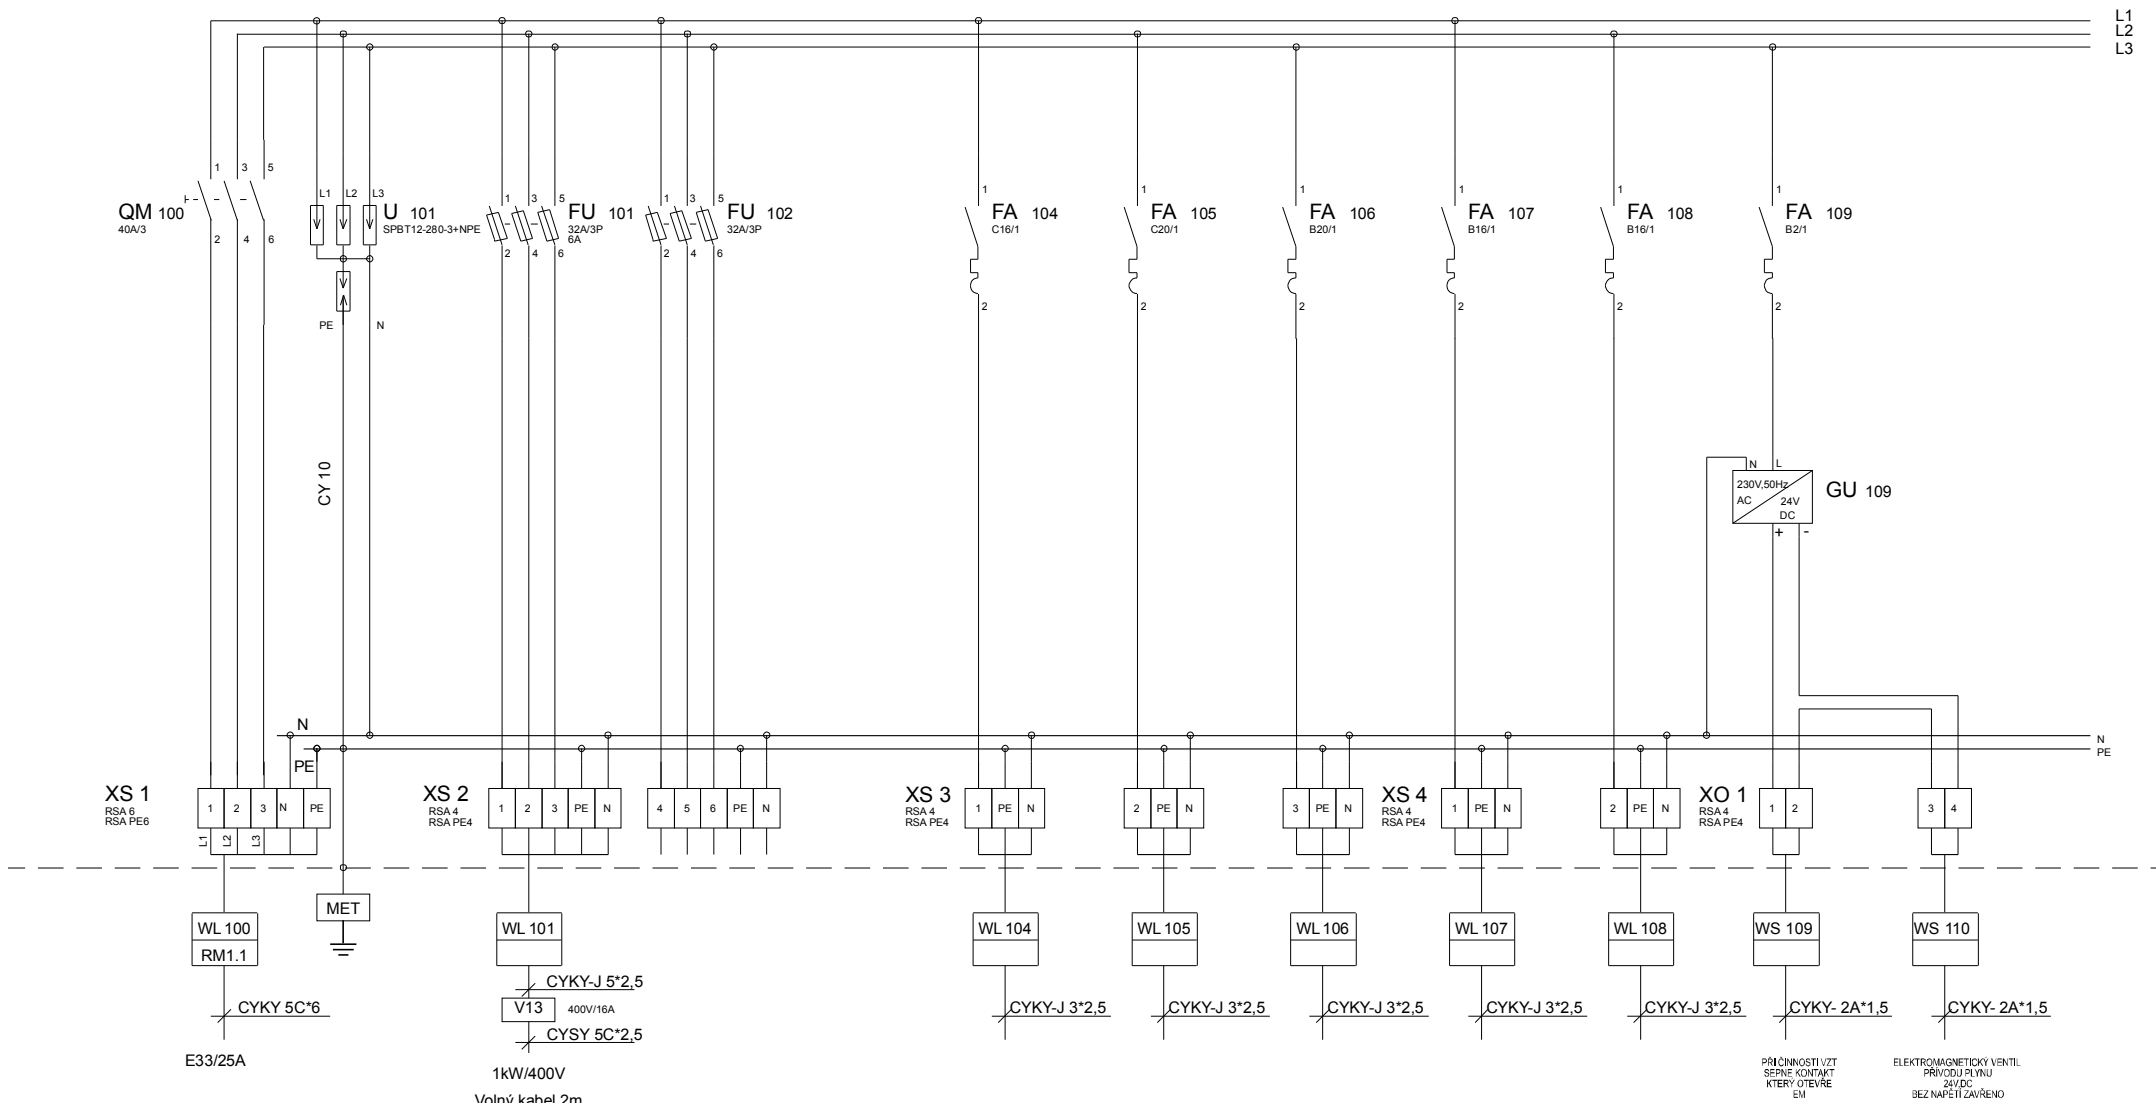 L1
L2
L3
1 3 5
QM 100
40A/3
2 4 6
L1 L2 L3
U 101
SPBT12-280-3+NPE
PE N
1 3 5
FU 101
32A/3P
6A
2 4 6
1 3 5
FU 102
32A/3P
2 4 6
1
FA 104
C16/1
2
1
FA 105
C20/1
2
1
FA 106
B20/1
2
1
FA 107
B16/1
2
1
FA 108
B16/1
2
1
FA 109
B2/1
2
CY 10
N L
230V,50Hz
AC 24V
DC
GU 109
+ -
N
PE
N
PE
XS 1
RSA 6
RSA PE6
1 2 3 N PE
L1 L2 L3
XS 2
RSA 4
RSA PE4
1 2 3 PE N
4 5 6 PE N
XS 3
RSA 4
RSA PE4
1 PE N
2 PE N
3 PE N
XS 4
RSA 4
RSA PE4
1 PE N
2 PE N
XO 1
RSA 4
RSA PE4
1 2
3 4
MET
WL 100
RM1.1
CYKY 5C*6
E33/25A
WL 101
CYKY-J 5*2,5
V13 400V/16A
CYSY 5C*2,5
1kW/400V
Volný kabel 2m
WL 104
CYKY-J 3*2,5
WL 105
CYKY-J 3*2,5
WL 106
CYKY-J 3*2,5
WL 107
CYKY-J 3*2,5
WL 108
CYKY-J 3*2,5
WS 109
CYKY- 2A*1,5
PŘI ČINNOSTI VZT
SEPNE KONTAKT
KTERÝ OTEVŘE
EM
WS 110
CYKY- 2A*1,5
ELEKTROMAGNETICKÝ VENTIL
PŘÍVODU PLYNU
24V,DC
BEZ NAPĚTÍ ZAVŘENO